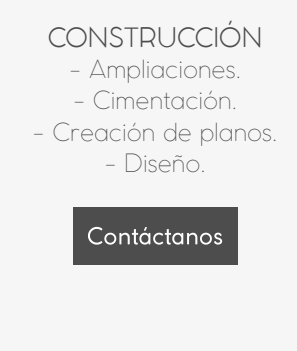 CONSTRUCCIÓN
- Ampliaciones.
- Cimentación.
- Creación de planos.
- Diseño.
Contáctanos